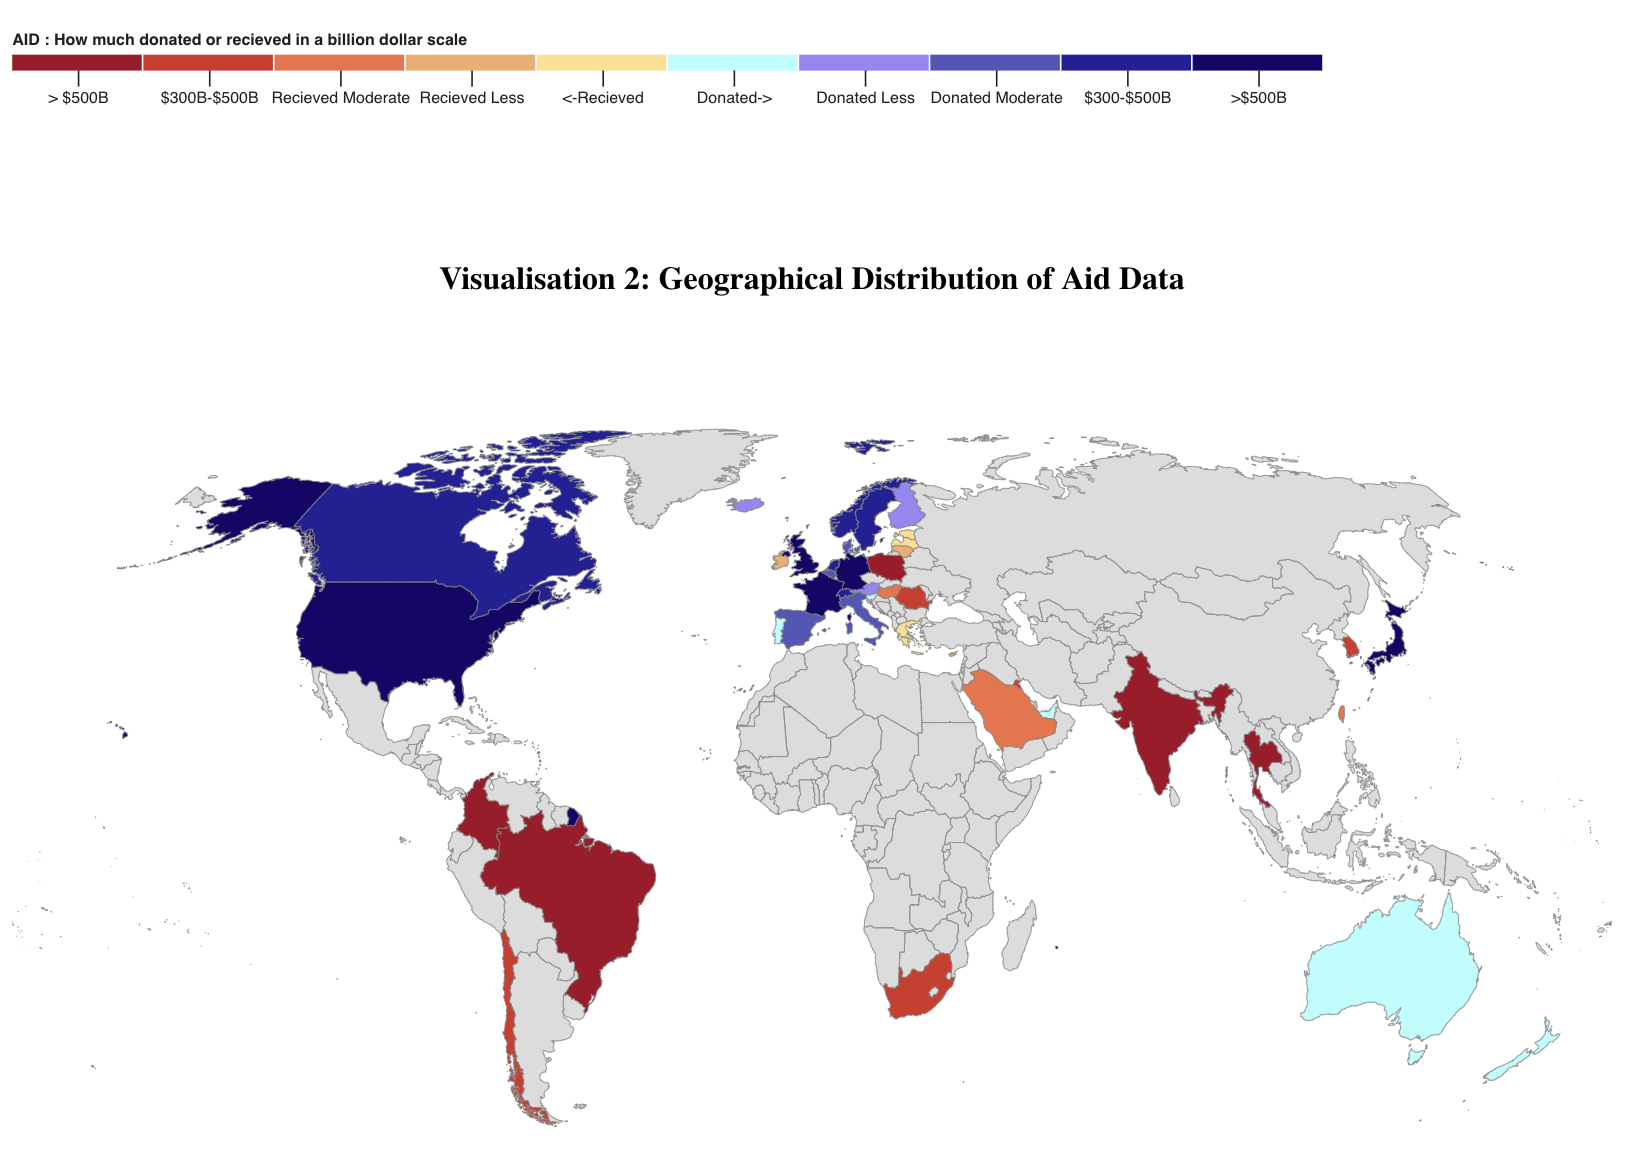 AID : How much donated or recieved in a billion dollar scale
> $500B $300B-$500B Recieved Moderate Recieved Less <-Recieved Donated-> Donated Less Donated Moderate $300-$500B >$500B
Visualisation 2: Geographical Distribution of Aid Data